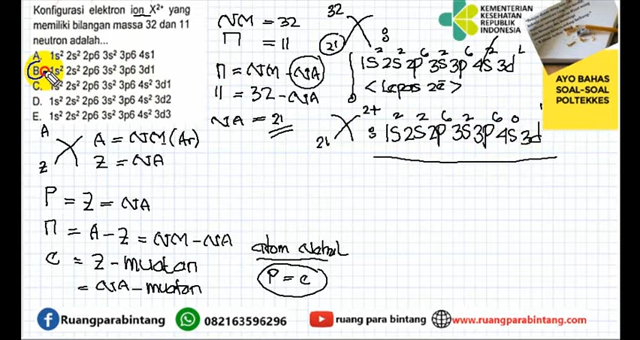 Konfigurasi elektron ion X²⁺ yang
memiliki bilangan massa 32 dan 11
neutron adalah...
A. 1s² 2s² 2p6 3s² 3p6 4s1
B. 1s² 2s² 2p6 3s² 3p6 3d1
C. 1s² 2s² 2p6 3s² 3p6 4s² 3d1
D. 1s² 2s² 2p6 3s² 3p6 3d2
E. 1s² 2s² 2p6 3s² 3p6 3d3
NM = 32
n = 11
n = NM - NA
11 = 32 - NA
NA = 21
32 X
21
1s² 2s² 2p⁶ 3s² 3p⁶ 4s² 3d¹
<Lepas 2e>
21 X²⁺
1s² 2s² 2p⁶ 3s² 3p⁶ 4s⁰ 3d¹
A X A = NM (Ar)
Z Z = NA
P = Z = NA
n = A - Z = NM - NA
e = Z - muatan
= NA - muatan
atom Netral
P = e
KEMENTERIAN
KESEHATAN
REPUBLIK
INDONESIA
AYO BAHAS
SOAL-SOAL
POLTEKKES
Ruangparabintang
082163596296
ruang para bintang
www.ruangparabintang.com